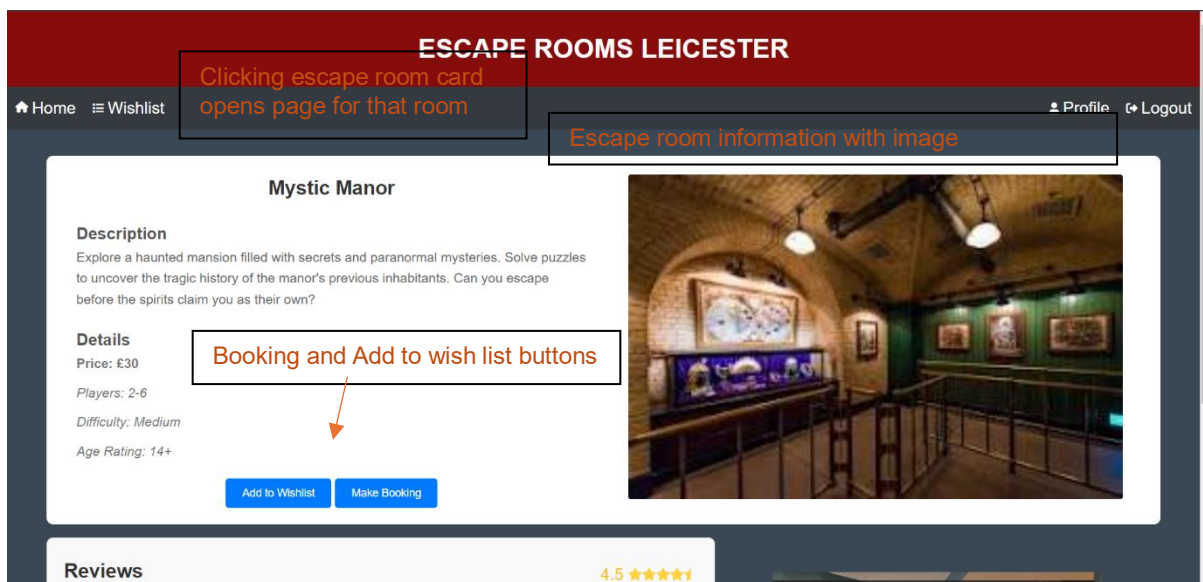 ESCAPE ROOMS LEICESTER
Clicking escape room card
opens page for that room
Home Wishlist
Profile Logout
Escape room information with image
Mystic Manor
Description
Explore a haunted mansion filled with secrets and paranormal mysteries. Solve puzzles
to uncover the tragic history of the manor's previous inhabitants. Can you escape
before the spirits claim you as their own?
Details
Price: £30
Booking and Add to wish list buttons
Players: 2-6
Difficulty: Medium
Age Rating: 14+
Add to Wishlist Make Booking
Reviews
4.5